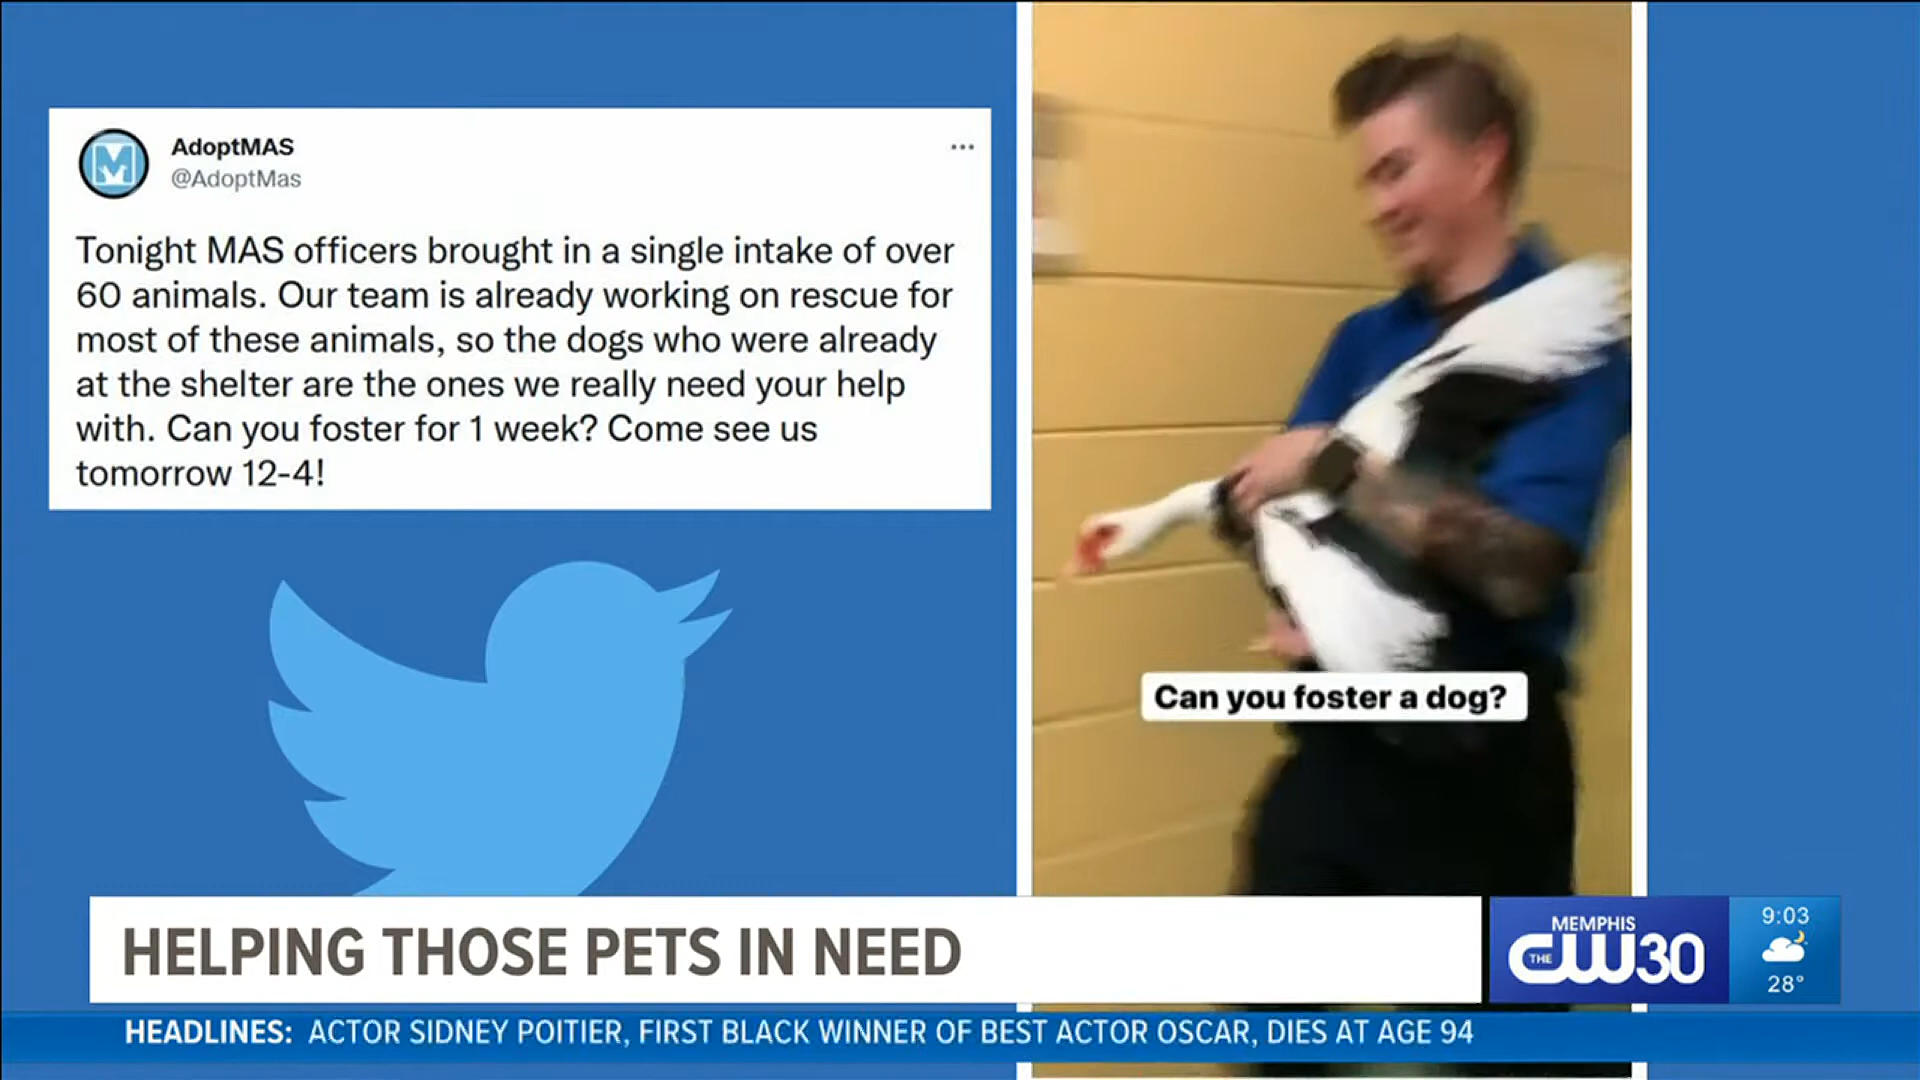 AdoptMAS
@AdoptMas
...
Tonight MAS officers brought in a single intake of over
60 animals. Our team is already working on rescue for
most of these animals, so the dogs who were already
at the shelter are the ones we really need your help
with. Can you foster for 1 week? Come see us
tomorrow 12-4!
Can you foster a dog?
HELPING THOSE PETS IN NEED
MEMPHIS
THE CW30
9:03
28°
HEADLINES: ACTOR SIDNEY POITIER, FIRST BLACK WINNER OF BEST ACTOR OSCAR, DIES AT AGE 94